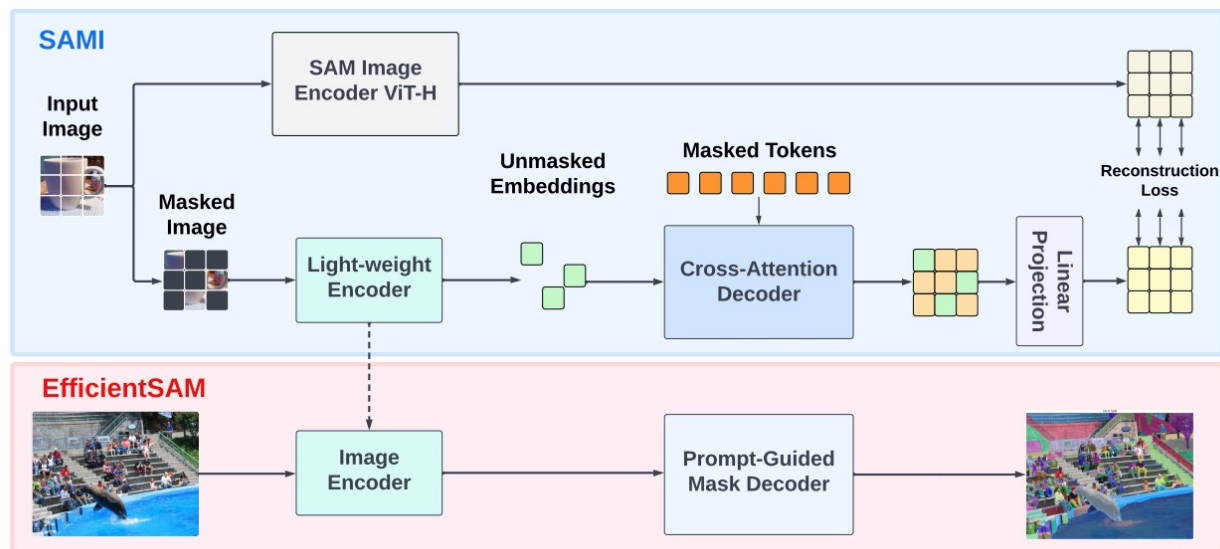 SAMI
SAM Image
Encoder ViT-H
Input
Image
Unmasked
Embeddings
Masked Tokens
Reconstruction
Loss
Masked
Image
Light-weight
Encoder
Cross-Attention
Decoder
Linear
Projection
EfficientSAM
Image
Encoder
Prompt-Guided
Mask Decoder